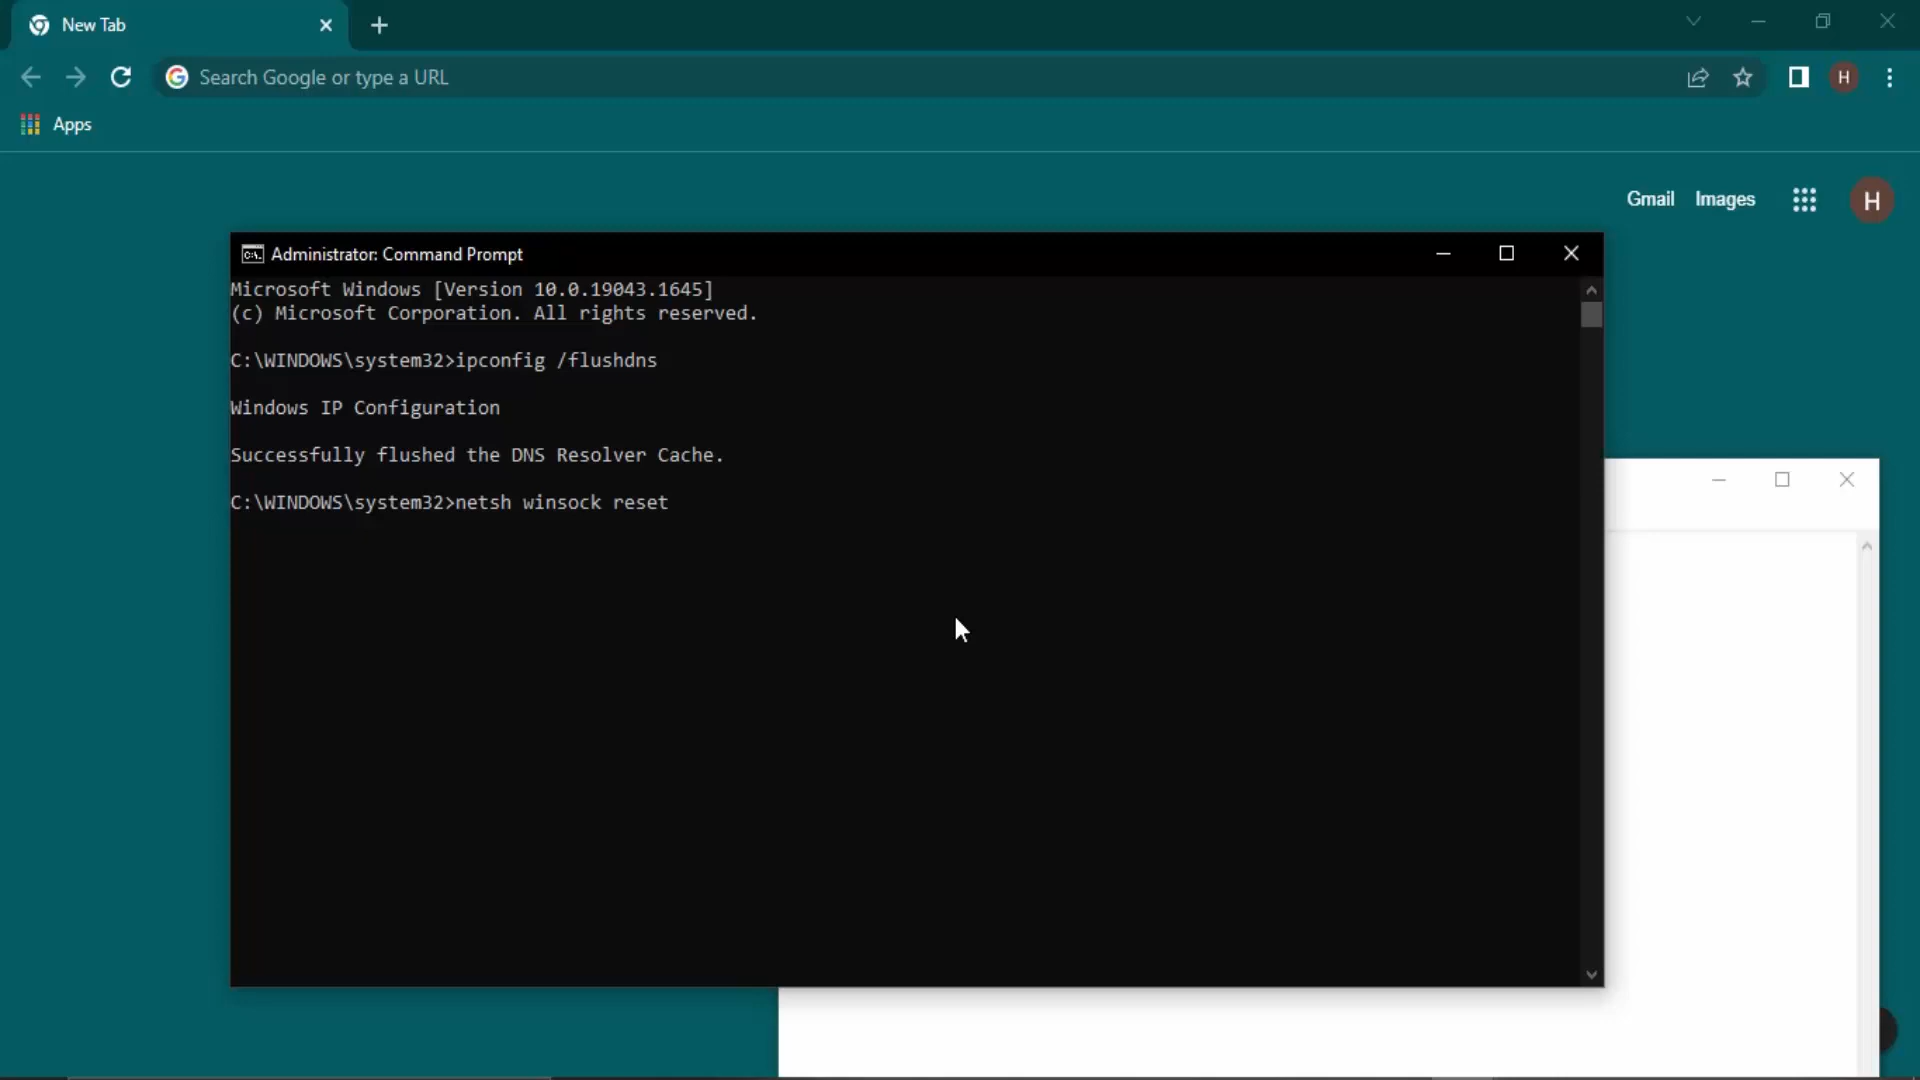 New Tab
Search Google or type a URL
H
Apps
Gmail Images
H
Administrator: Command Prompt
Microsoft Windows [Version 10.0.19043.1645]
(c) Microsoft Corporation. All rights reserved.
C:\WINDOWS\system32>ipconfig /flushdns
Windows IP Configuration
Successfully flushed the DNS Resolver Cache.
C:\WINDOWS\system32>netsh winsock reset